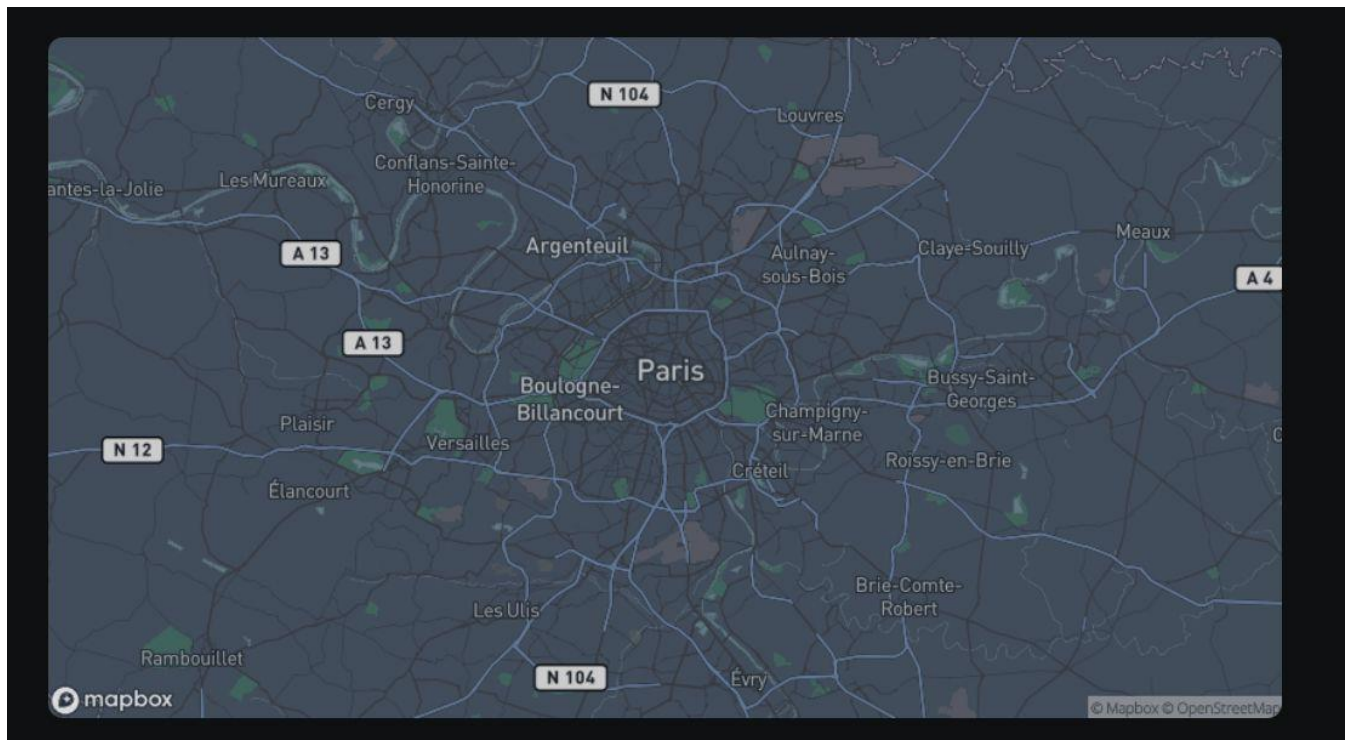 N 104
Cergy
Louvres
Conflans-Sainte-
Honorine
Les Mureaux
antes-la-Jolie
Meaux
Argenteuil
A 13
Aulnay-
sous-Bois
Claye-Souilly
A 4
A 13
Paris
Boulogne-
Billancourt
Bussy-Saint-
Georges
Champigny-
sur-Marne
Plaisir
Versailles
N 12
C
Roissy-en-Brie
Créteil
Élancourt
Brie-Comte-
Robert
Les Ulis
Rambouillet
N 104
Évry
mapbox
© Mapbox © OpenStreetMap